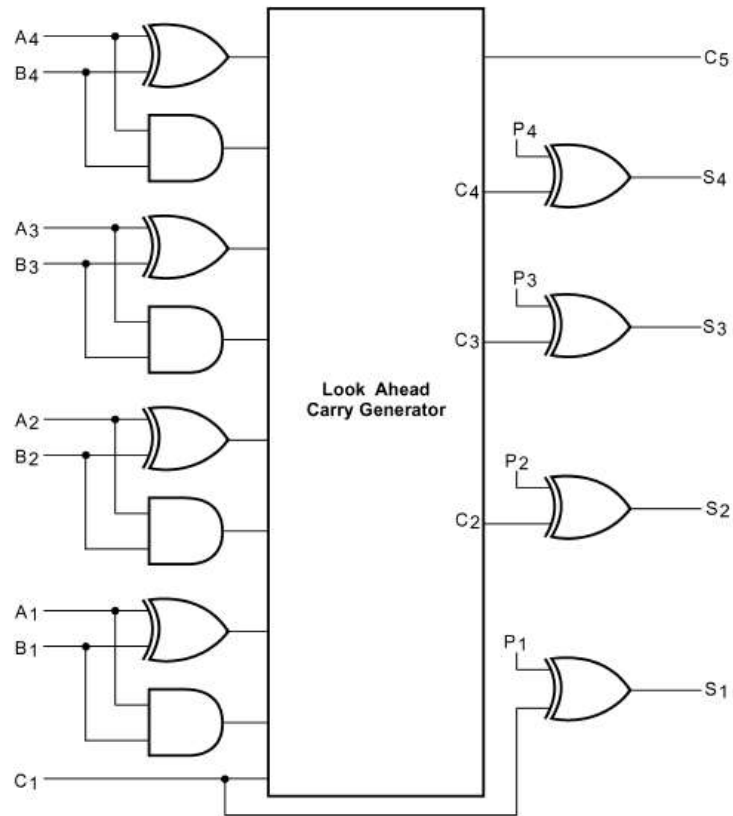 A4
B4
A3
B3
A2
B2
A1
B1
C1
Look Ahead
Carry Generator
C5
P4
C4
S4
P3
C3
S3
P2
C2
S2
P1
S1